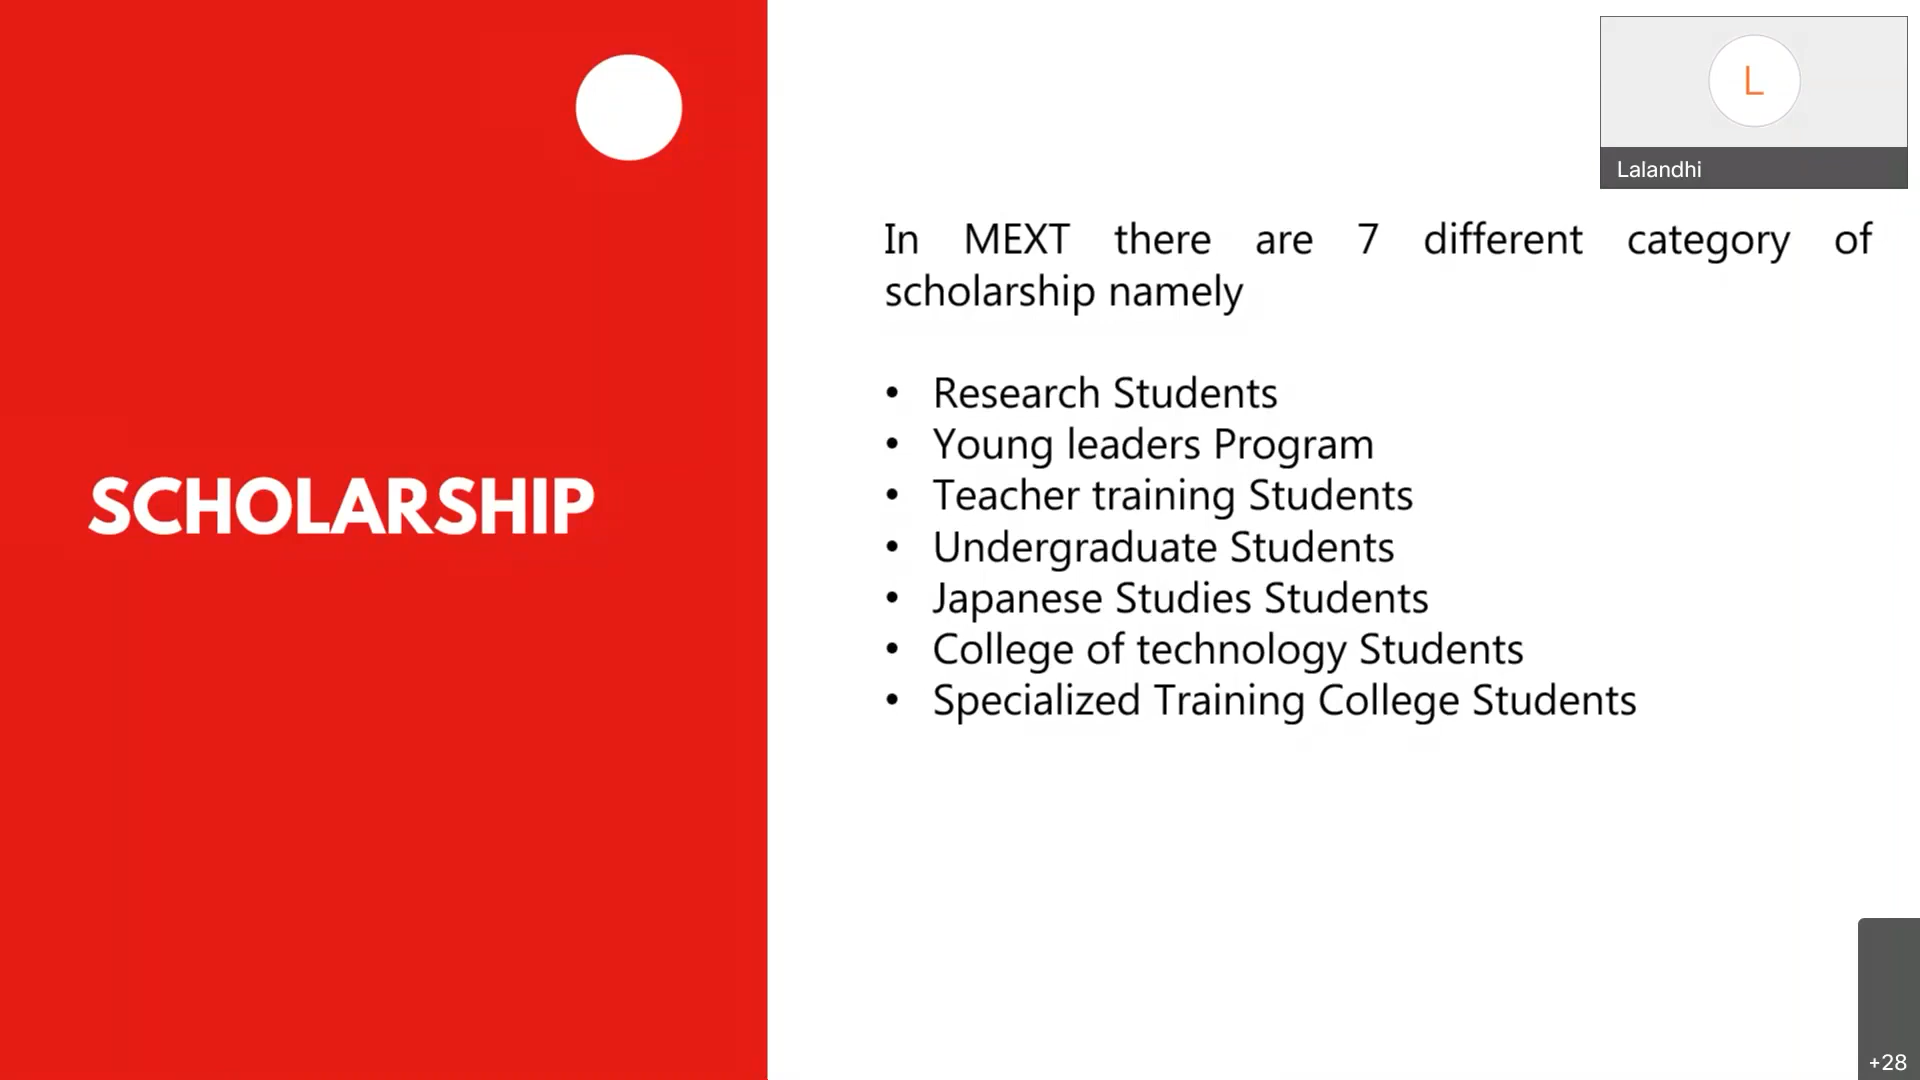 SCHOLARSHIP
L
Lalandhi
In MEXT there are 7 different category of
scholarship namely
• Research Students
• Young leaders Program
• Teacher training Students
• Undergraduate Students
• Japanese Studies Students
• College of technology Students
• Specialized Training College Students
+28